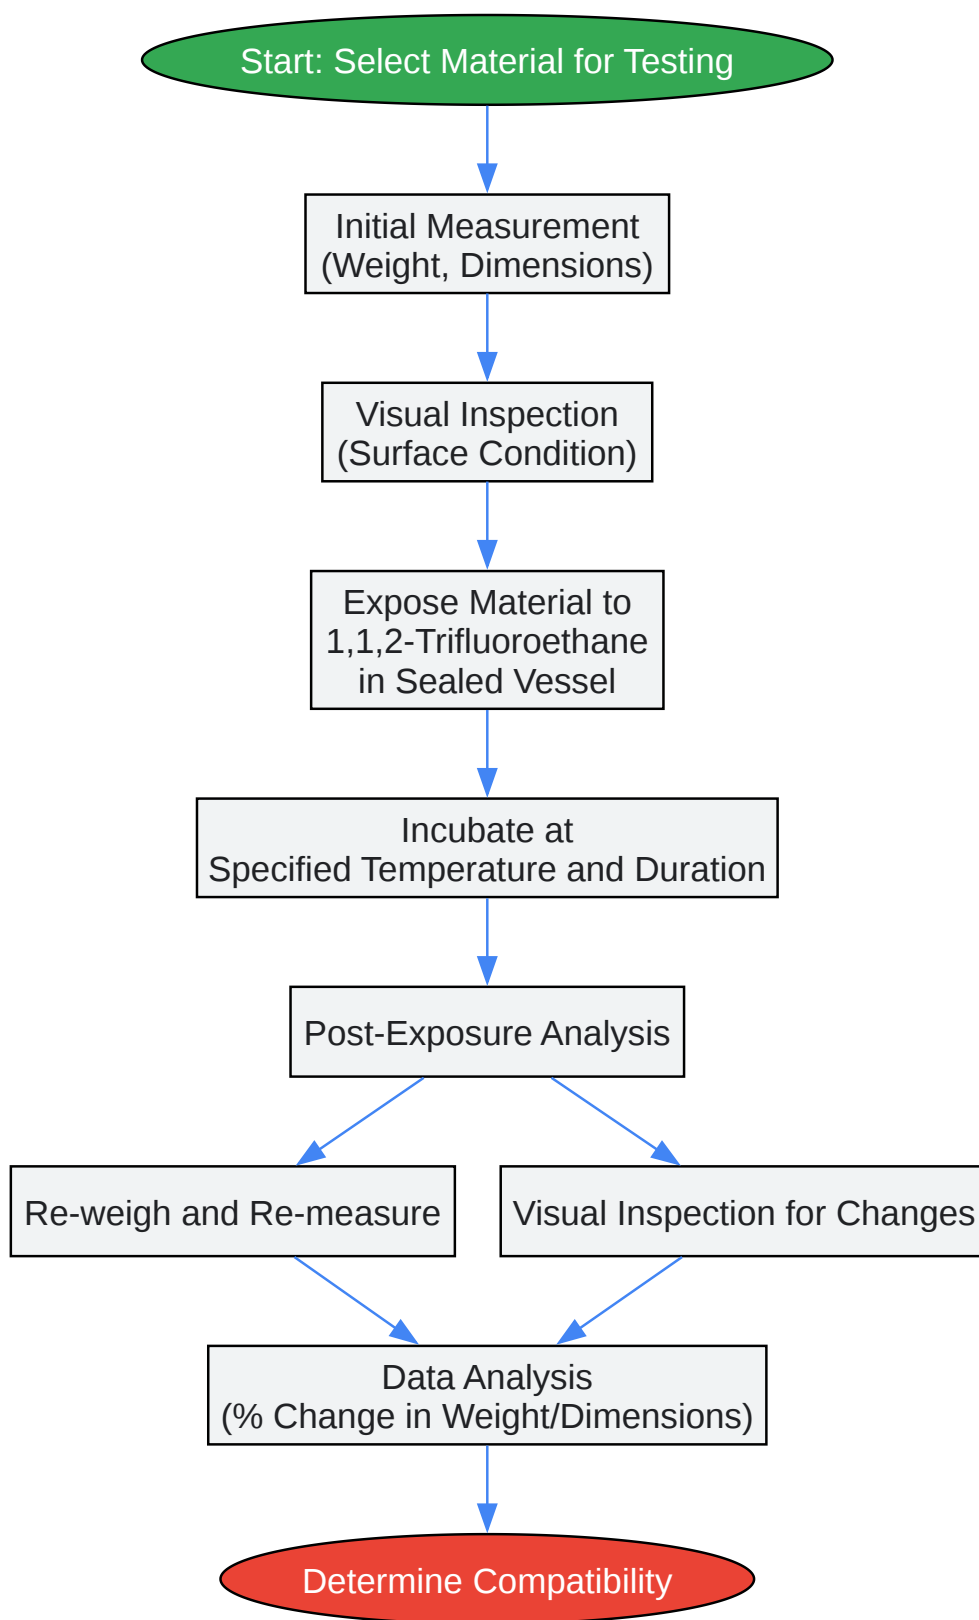 Start: Select Material for Testing
Initial Measurement
(Weight, Dimensions)
Visual Inspection
(Surface Condition)
Expose Material to
1,1,2-Trifluoroethane
in Sealed Vessel
Incubate at
Specified Temperature and Duration
Post-Exposure Analysis
Re-weigh and Re-measure
Visual Inspection for Changes
Data Analysis
(% Change in Weight/Dimensions)
Determine Compatibility